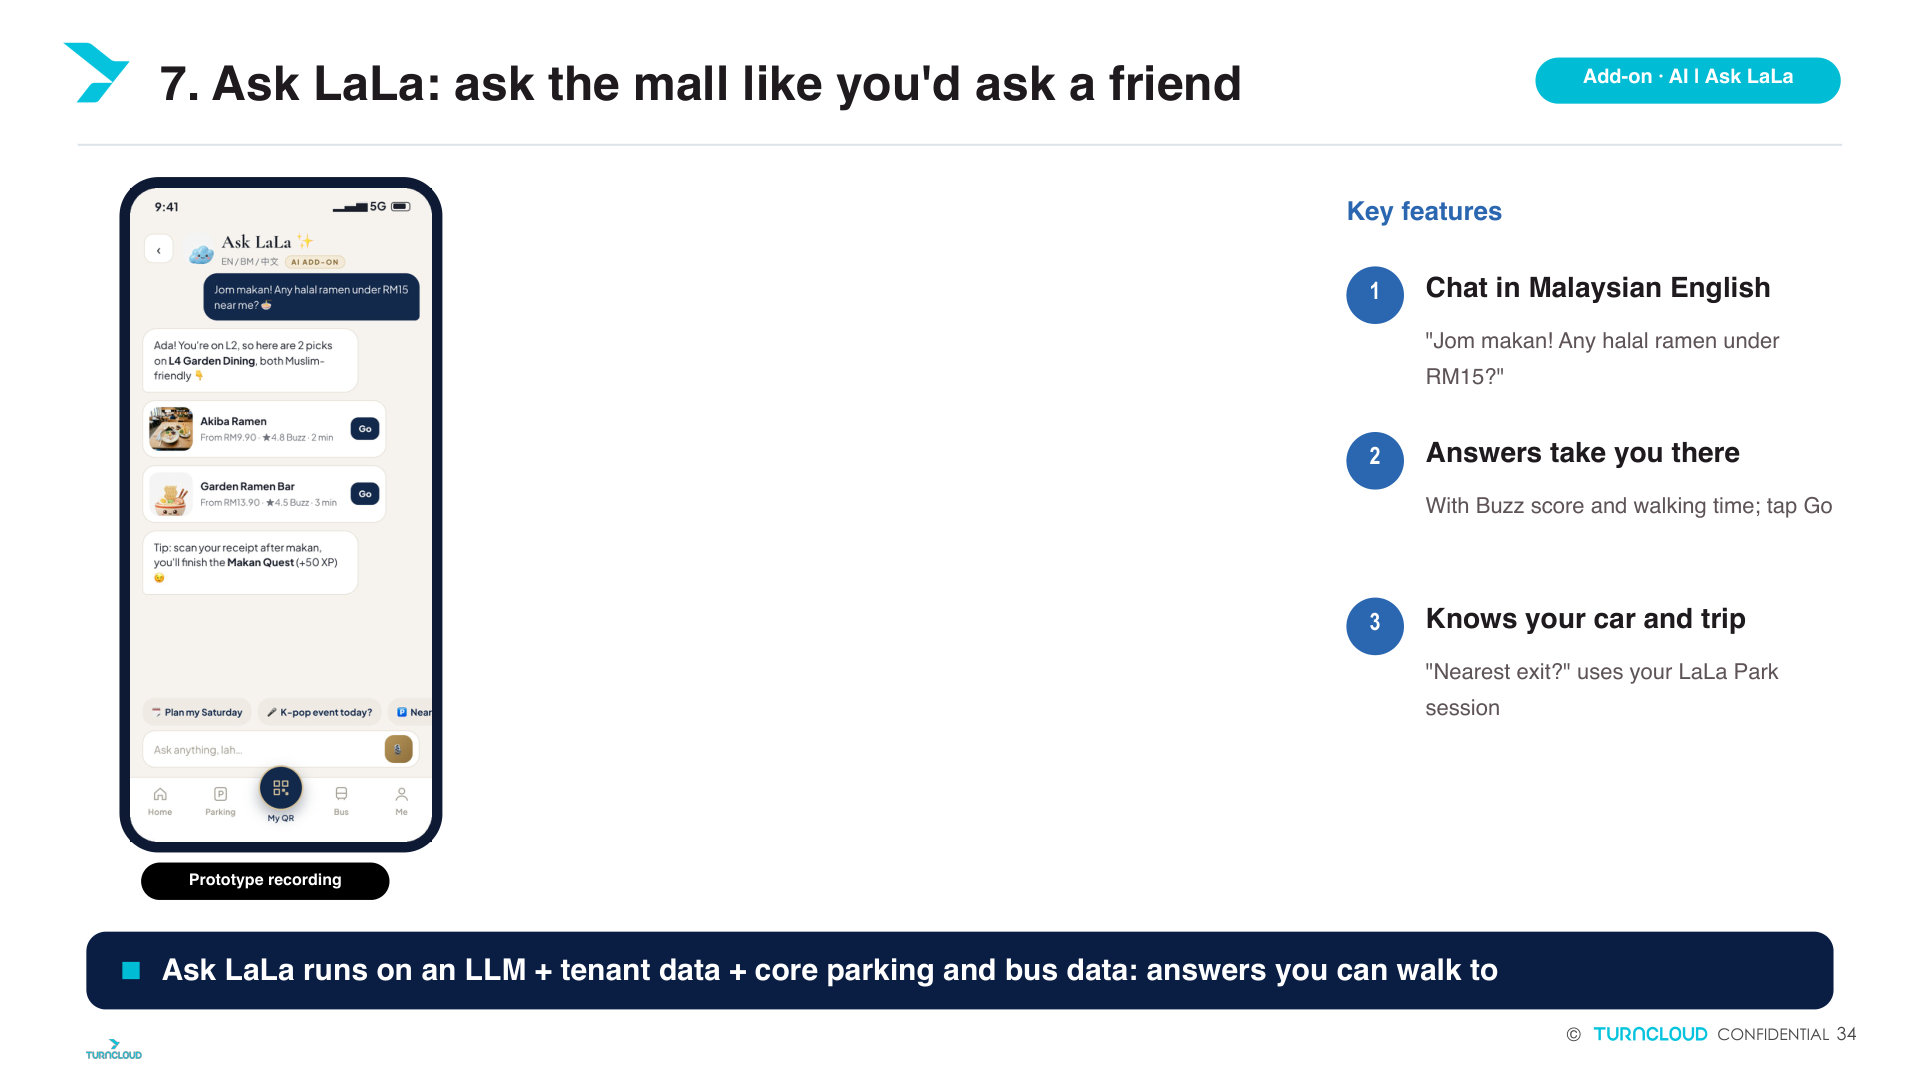 7. Ask LaLa: ask the mall like you'd ask a friend
Add-on · AI | Ask LaLa
9:41
5G
‹
Ask LaLa ✨
EN / BM / 中文 AI ADD-ON
Jom makan! Any halal ramen under RM15
near me? 🍜
Ada! You're on L2, so here are 2 picks
on L4 Garden Dining, both Muslim-
friendly 👇
Akiba Ramen
From RM9.90 · ★4.8 Buzz · 2 min
Go
Garden Ramen Bar
From RM13.90 · ★4.5 Buzz · 3 min
Go
Tip: scan your receipt after makan,
you'll finish the Makan Quest (+50 XP)
😉
Plan my Saturday
K-pop event today?
🅿️ Near
Ask anything, lah...
Home
Parking
My QR
Bus
Me
Prototype recording
Key features
1 Chat in Malaysian English
"Jom makan! Any halal ramen under
RM15?"
2 Answers take you there
With Buzz score and walking time; tap Go
3 Knows your car and trip
"Nearest exit?" uses your LaLa Park
session
Ask LaLa runs on an LLM + tenant data + core parking and bus data: answers you can walk to
TURNCLOUD
© TURNCLOUD CONFIDENTIAL 34